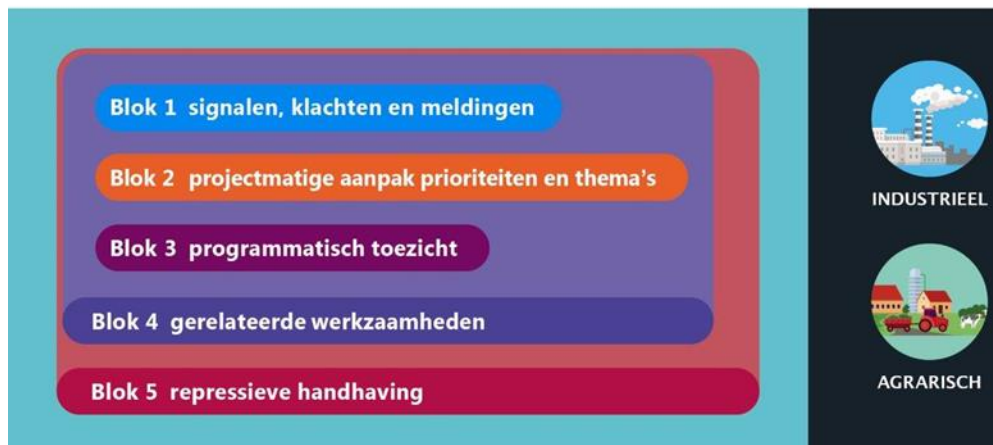 Blok 1 signalen, klachten en meldingen
Blok 2 projectmatige aanpak prioriteiten en thema's
Blok 3 programmatisch toezicht
Blok 4 gerelateerde werkzaamheden
Blok 5 repressieve handhaving
INDUSTRIEEL
AGRARISCH